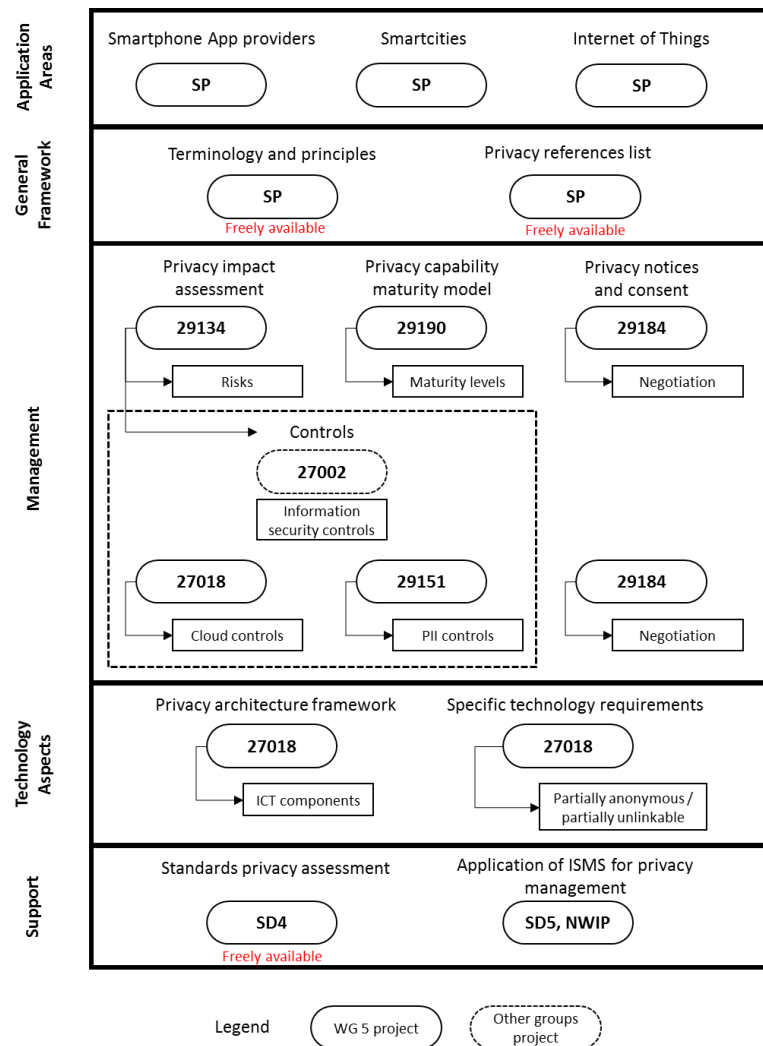 Application
Areas
Smartphone App providers
Smartcities
Internet of Things
SP
SP
SP
General
Framework
Terminology and principles
Privacy references list
SP
SP
Freely available
Freely available
Management
Privacy impact
assessment
Privacy capability
maturity model
Privacy notices
and consent
29134
29190
29184
Risks
Maturity levels
Negotiation
Controls
27002
Information
security controls
27018
29151
29184
Cloud controls
PII controls
Negotiation
Technology
Aspects
Privacy architecture framework
Specific technology requirements
27018
27018
ICT components
Partially anonymous /
partially unlinkable
Support
Standards privacy assessment
Application of ISMS for privacy
management
SD4
SD5, NWIP
Freely available
Legend
WG 5 project
Other groups
project